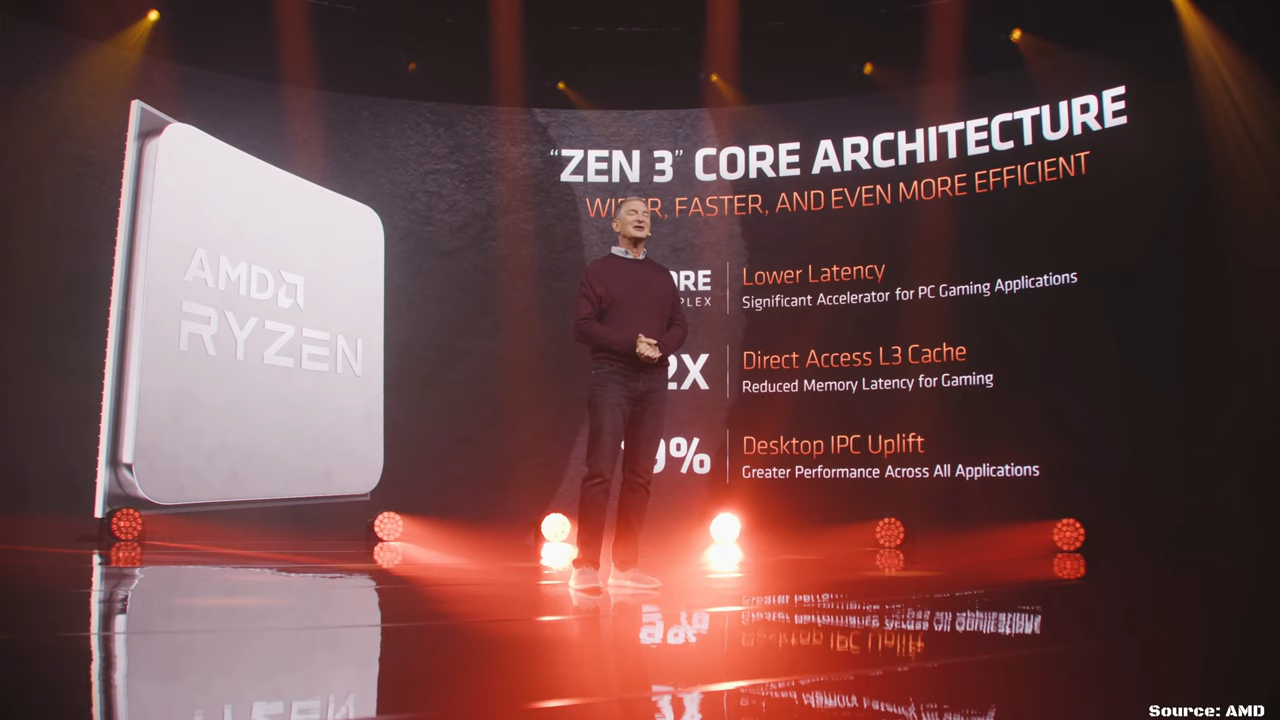 "ZEN 3" CORE ARCHITECTURE
FASTER, AND EVEN MORE EFFICIENT
Lower Latency
Significant Accelerator for PC Gaming Applications
2X
Direct Access L3 Cache
Reduced Memory Latency for Gaming
9%
Desktop IPC Uplift
Greater Performance Across All Applications
AMD
RYZEN
Source: AMD